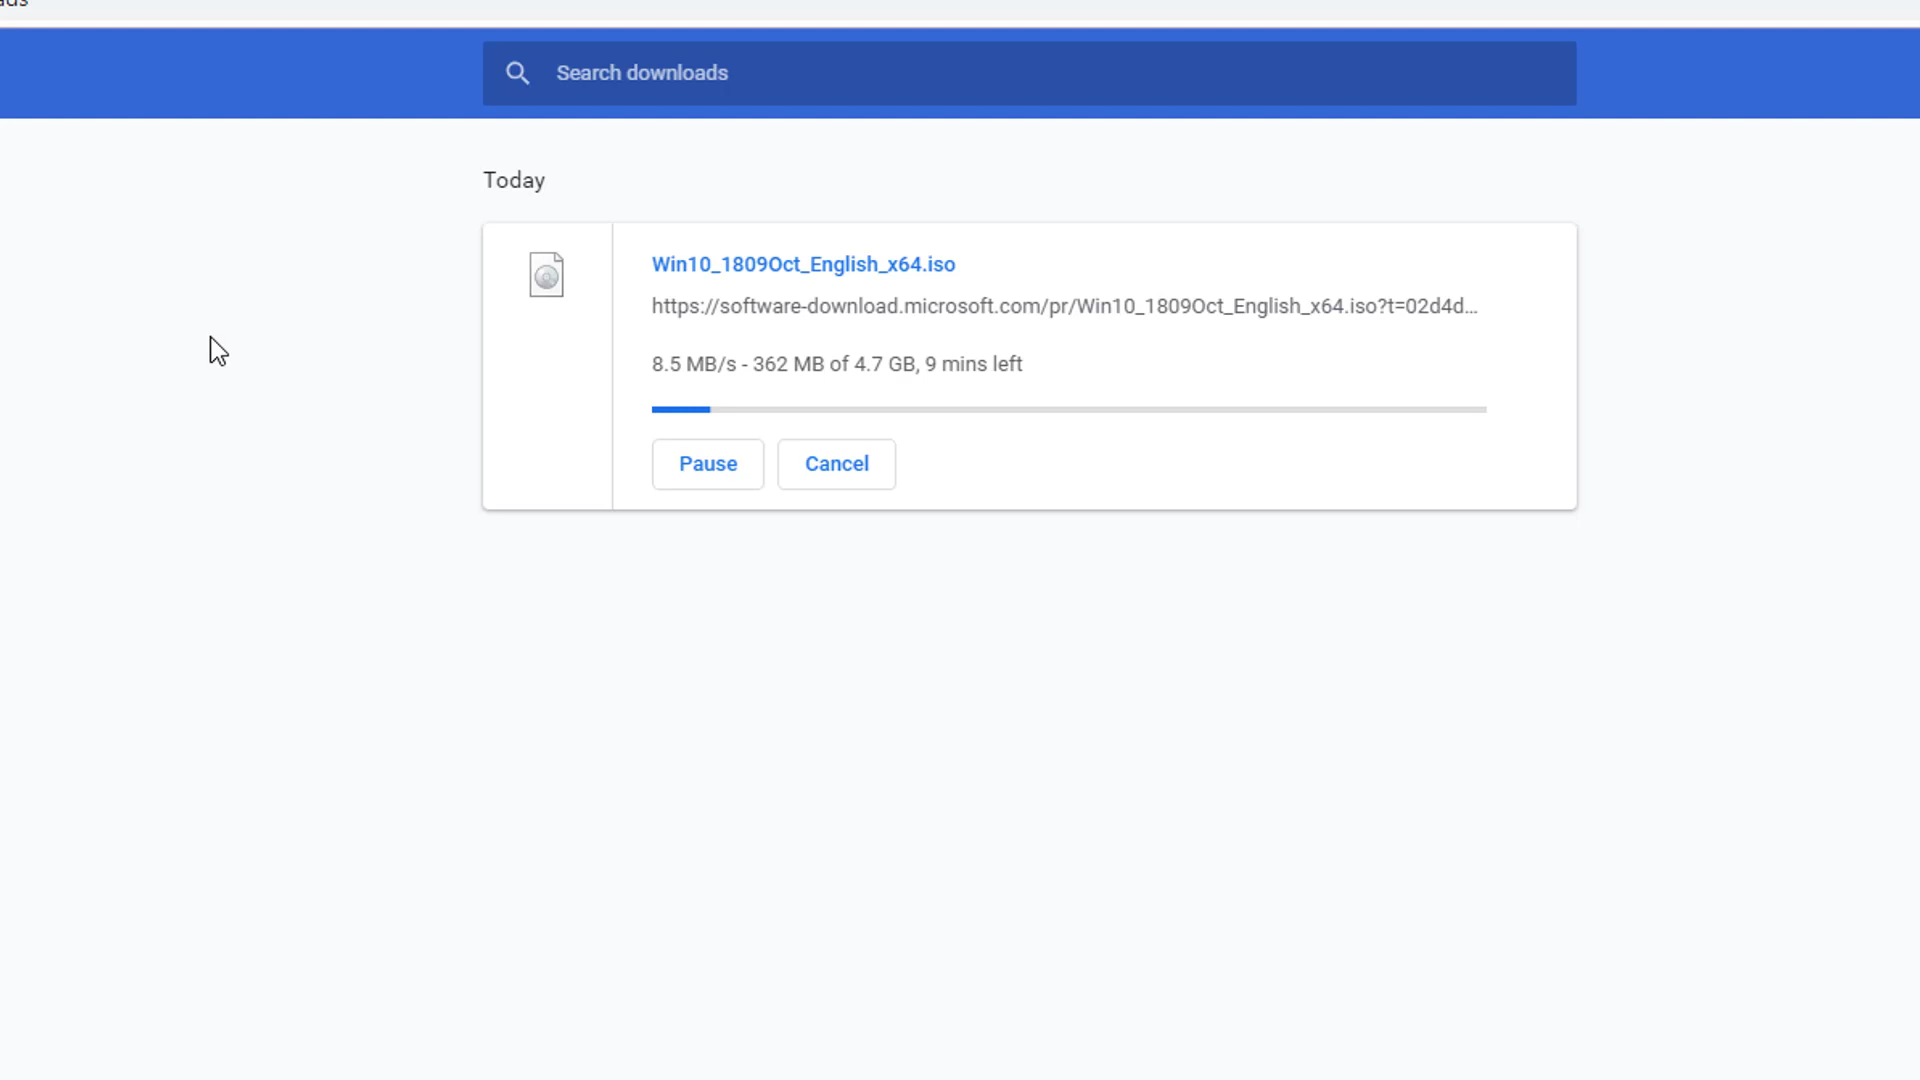 Search downloads
Today
Win10_1809Oct_English_x64.iso
https://software-download.microsoft.com/pr/Win10_1809Oct_English_x64.iso?t=02d4d...
8.5 MB/s - 362 MB of 4.7 GB, 9 mins left
Pause Cancel